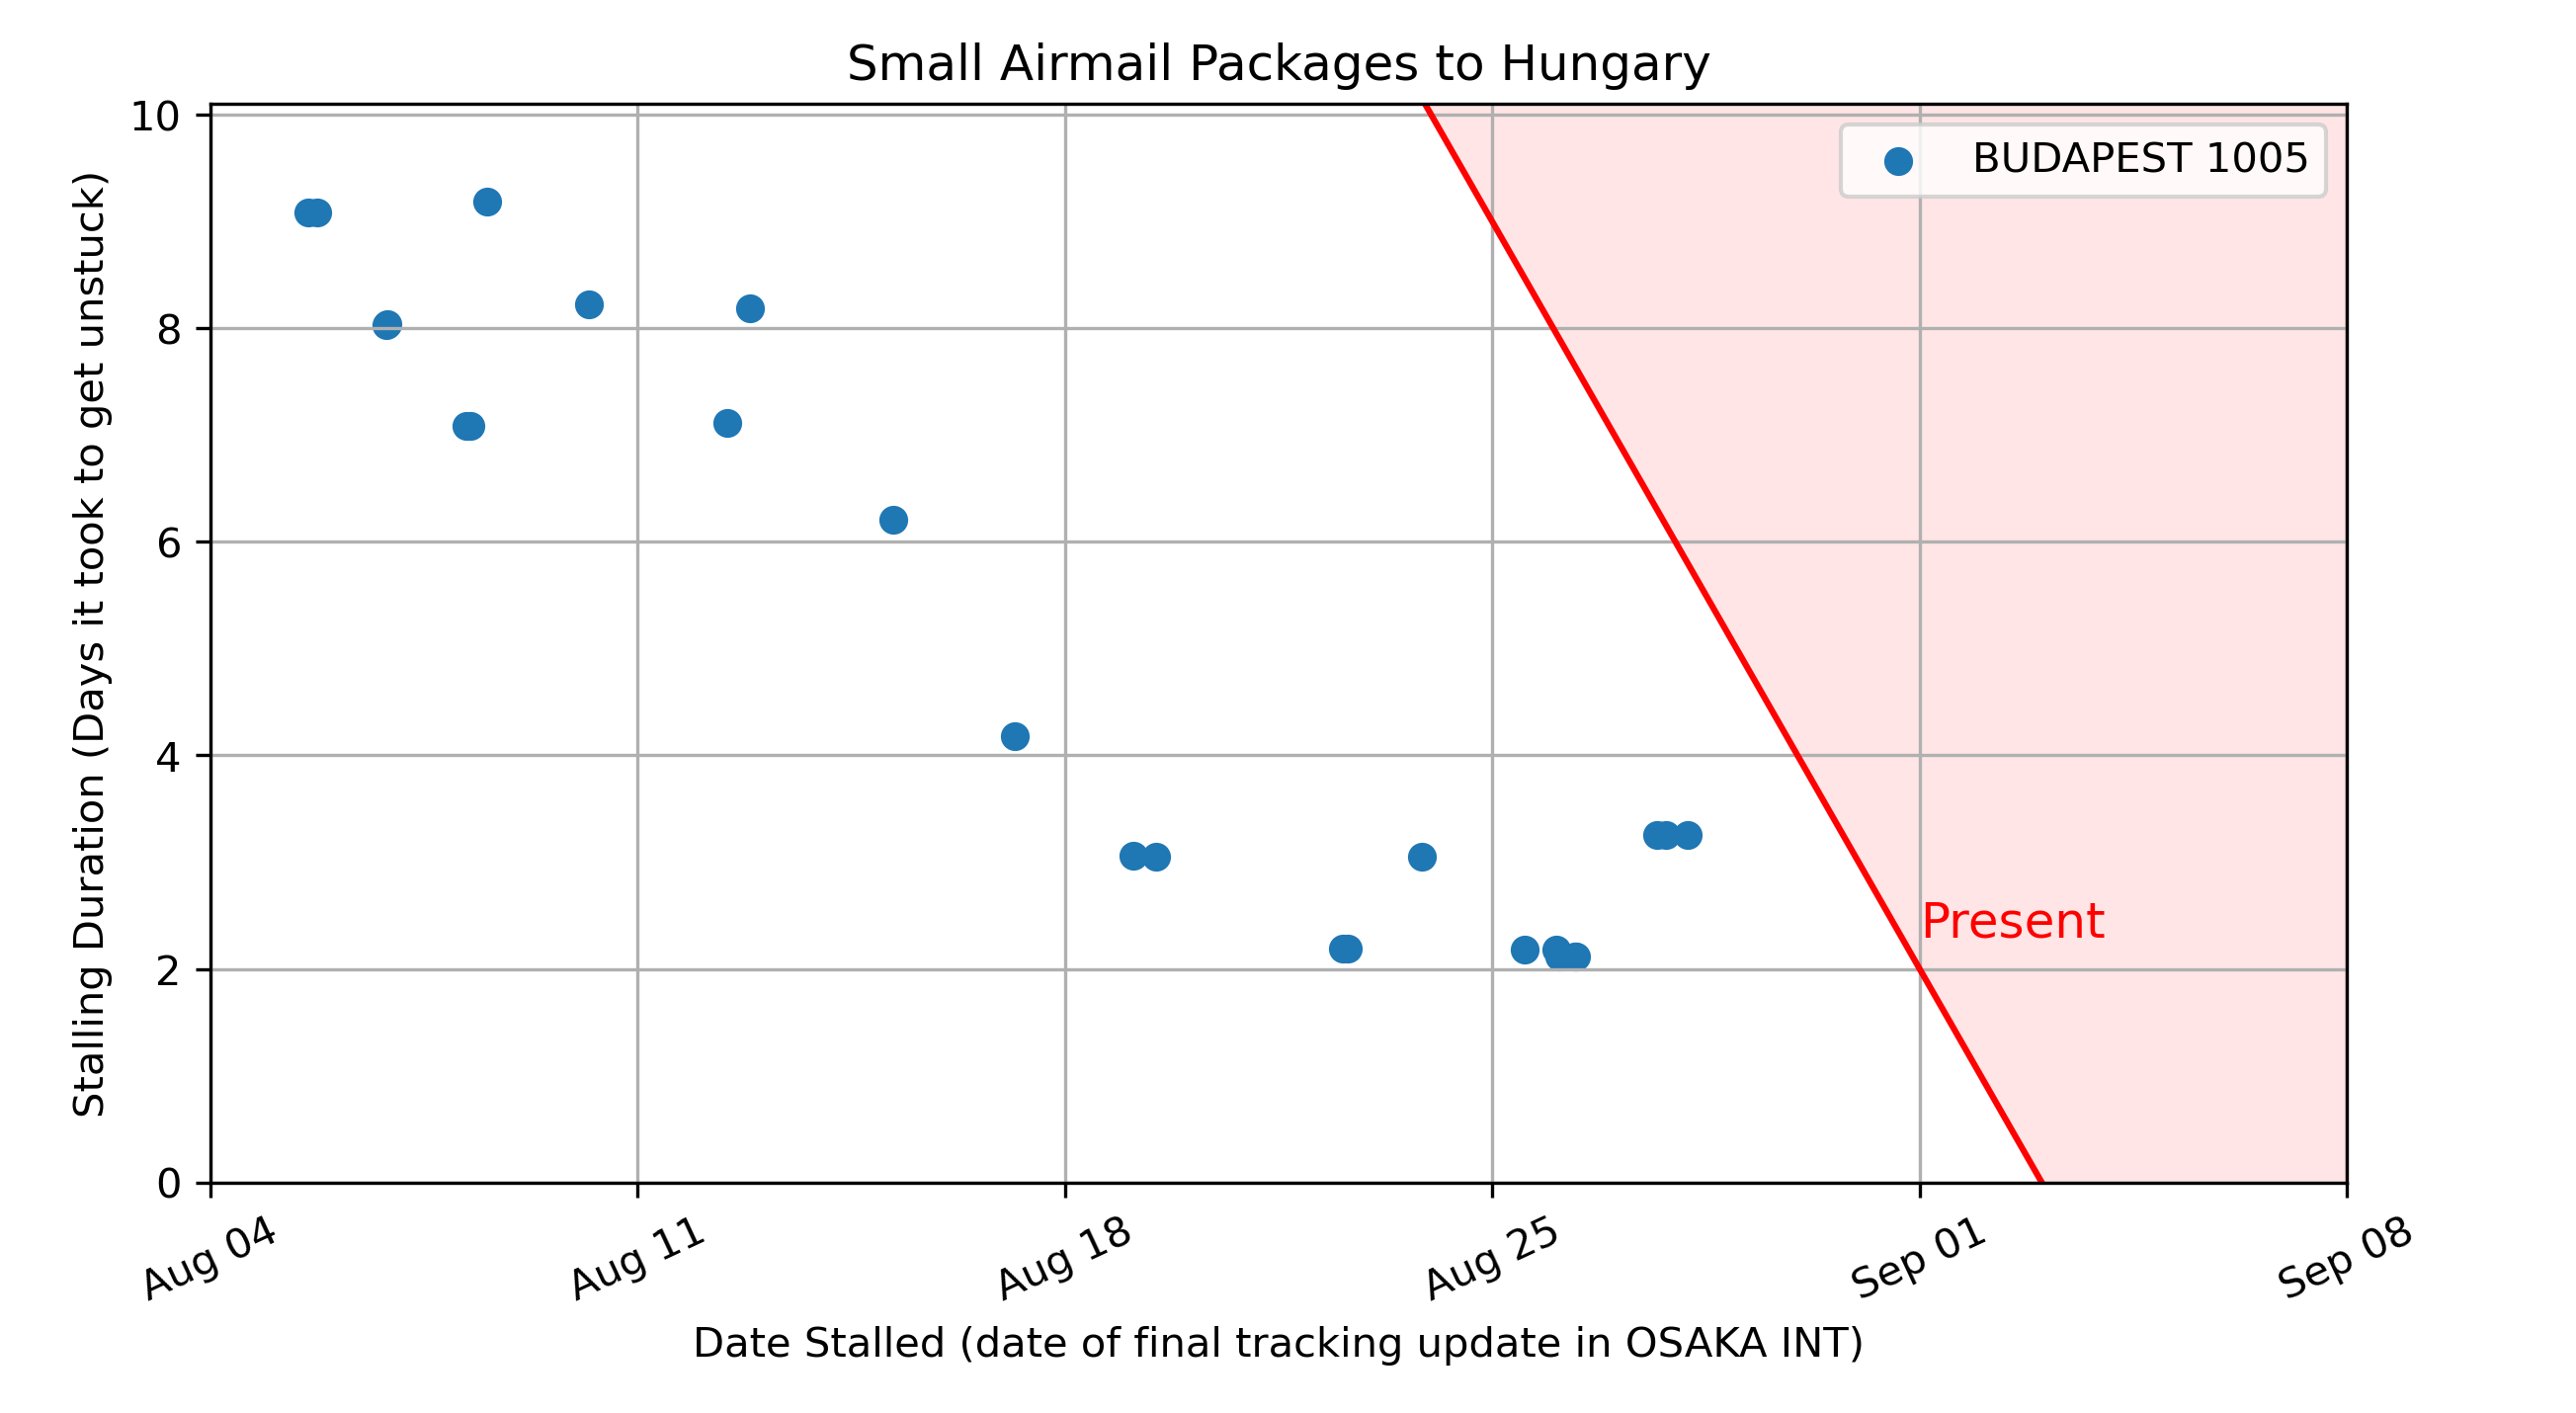 Small Airmail Packages to Hungary
BUDAPEST 1005
Present
Stalling Duration (Days it took to get unstuck)
10
8
6
4
2
0
Aug 04
Aug 11
Aug 18
Aug 25
Sep 01
Sep 08
Date Stalled (date of final tracking update in OSAKA INT)